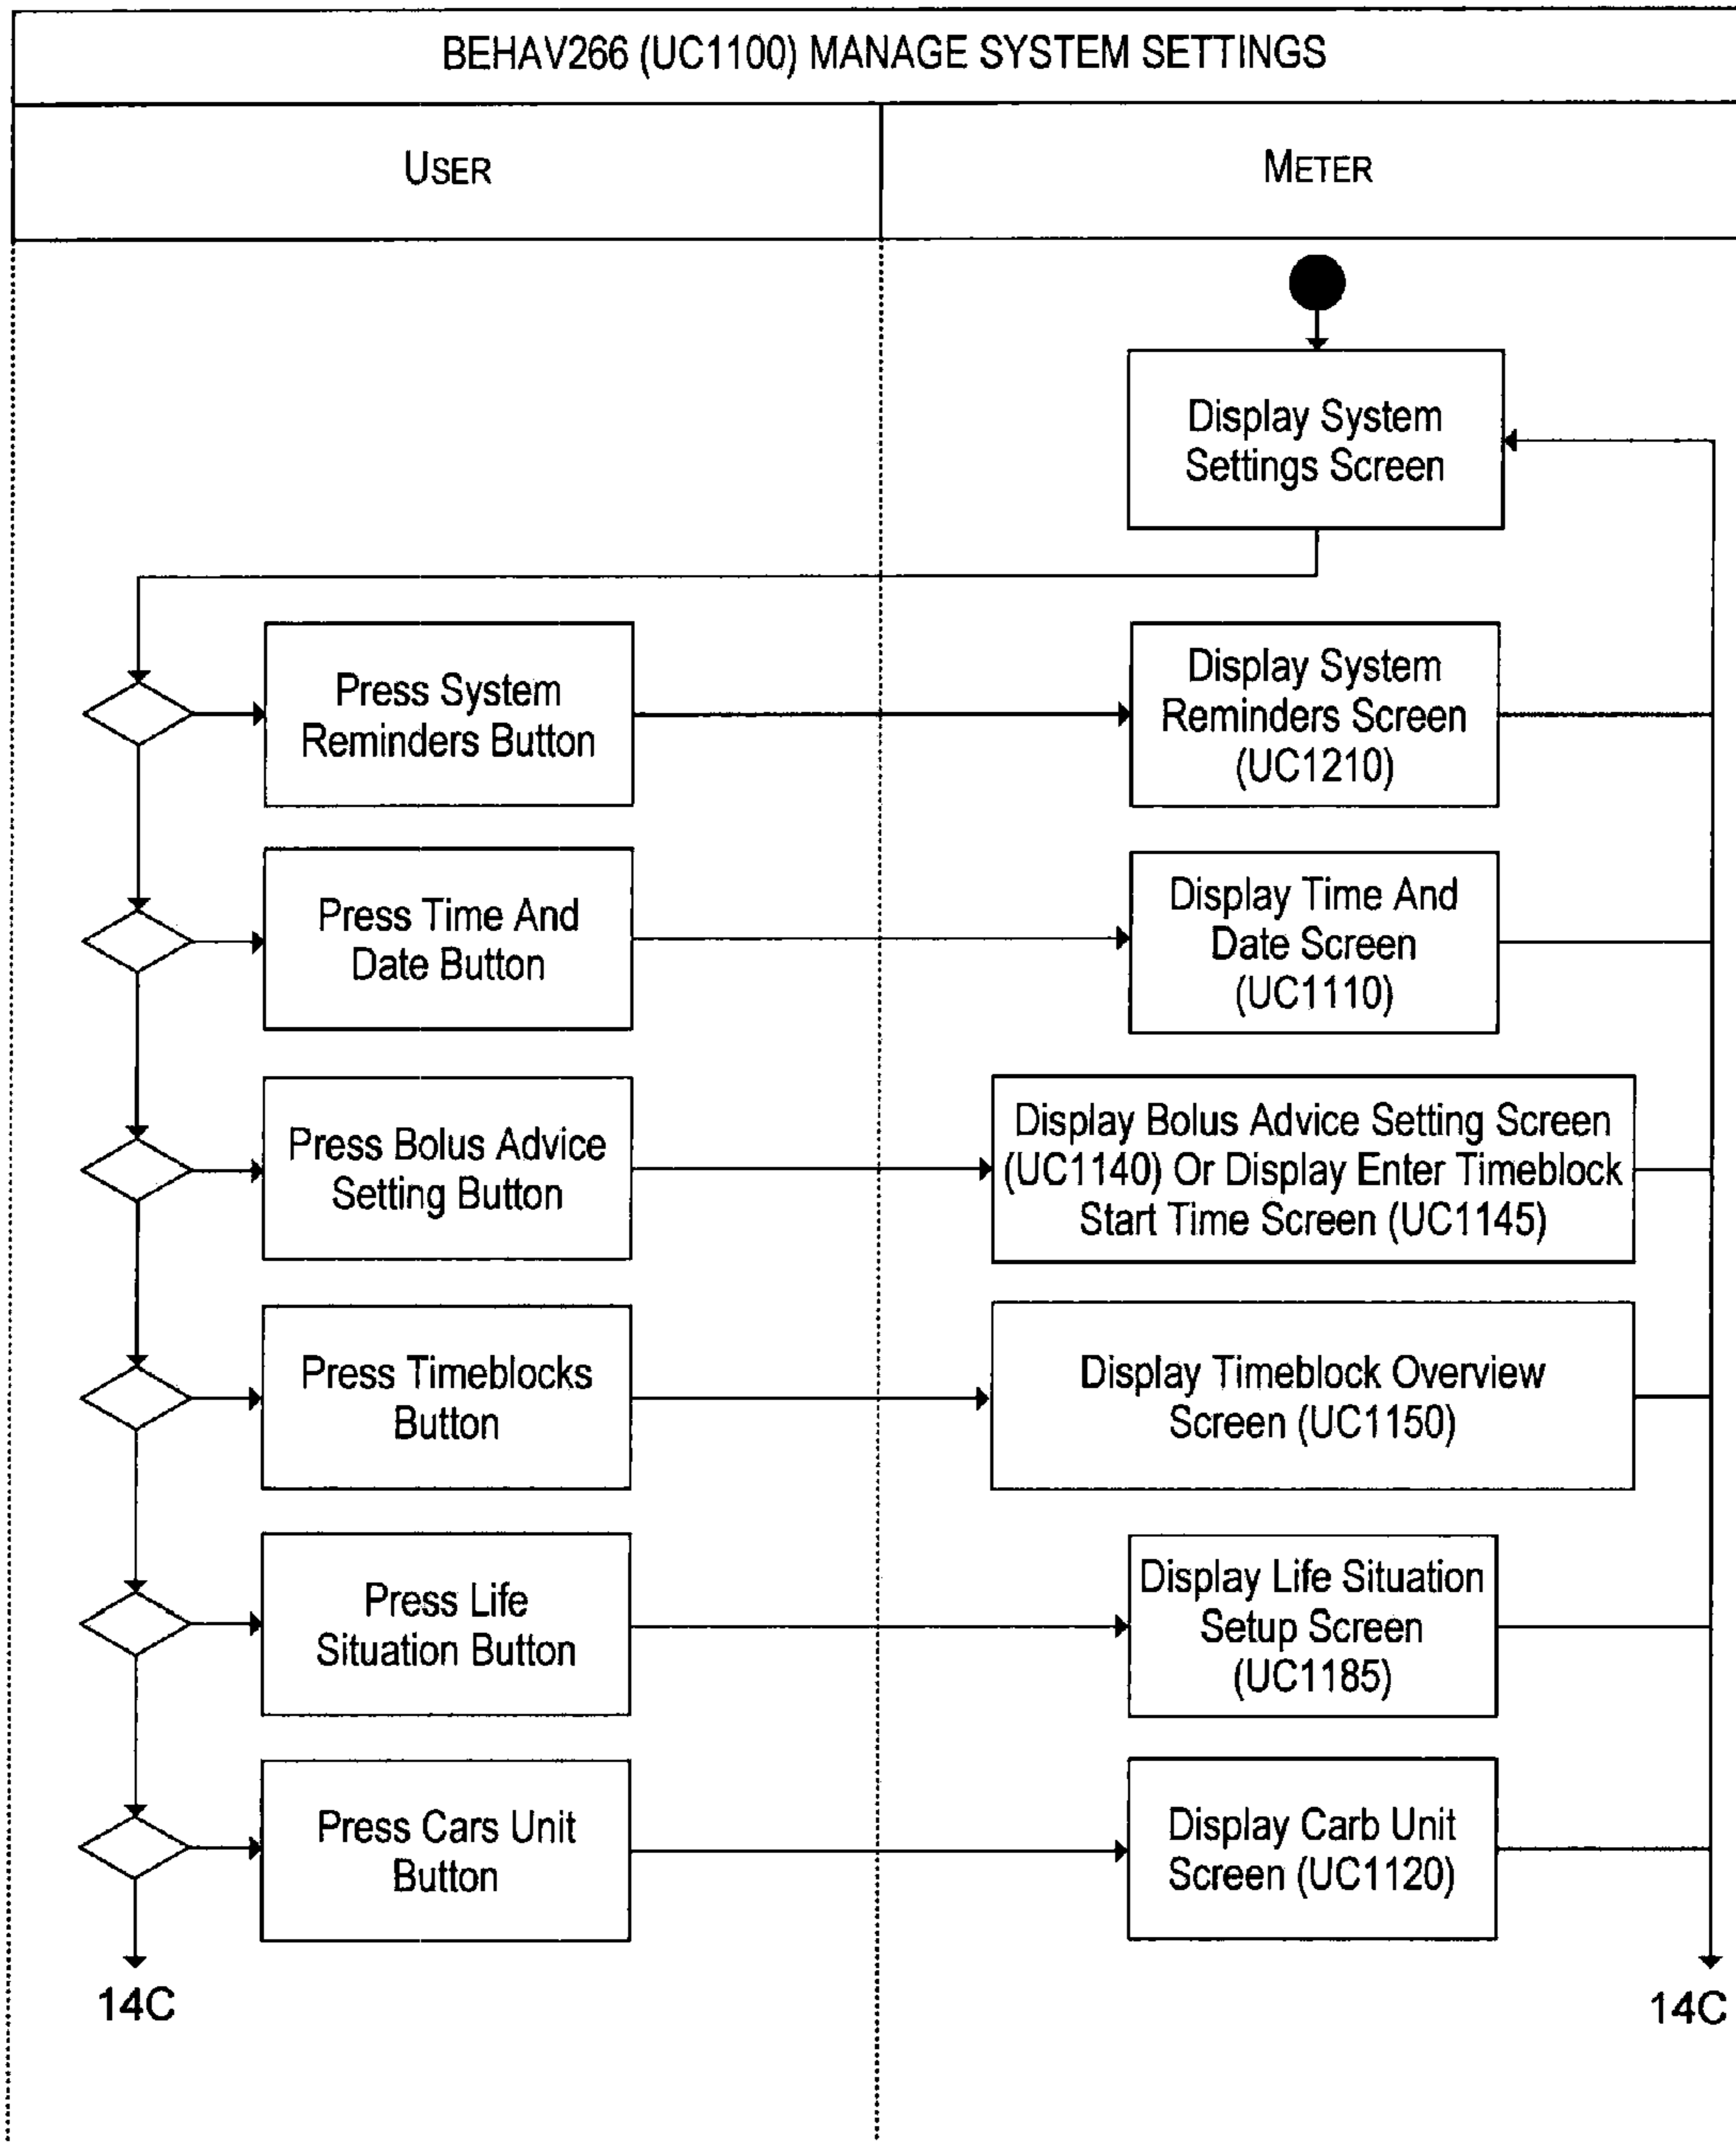 BEHAV266 (UC1100) MANAGE SYSTEM SETTINGS
USER
METER
Display System
Settings Screen
Press System
Reminders Button
Display System
Reminders Screen
(UC1210)
Press Time And
Date Button
Display Time And
Date Screen
(UC1110)
Press Bolus Advice
Setting Button
Display Bolus Advice Setting Screen
(UC1140) Or Display Enter Timeblock
Start Time Screen (UC1145)
Press Timeblocks
Button
Display Timeblock Overview
Screen (UC1150)
Press Life
Situation Button
Display Life Situation
Setup Screen
(UC1185)
Press Cars Unit
Button
Display Carb Unit
Screen (UC1120)
14C
14C